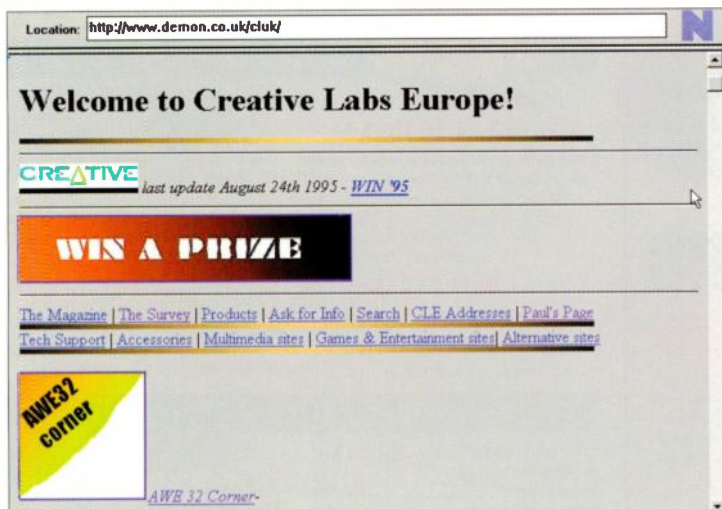 Location: http://www.demon.co.uk/cluk/
N
Welcome to Creative Labs Europe!
CREATIVE last update August 24th 1995 - WIN '95
WIN A PRIZE
The Magazine | The Survey | Products | Ask for Info | Search | CLE Addresses | Paul's Page
Tech Support | Accessories | Multimedia sites | Games & Entertainment sites| Alternative sites
AWE32
corner
AWE 32 Corner-